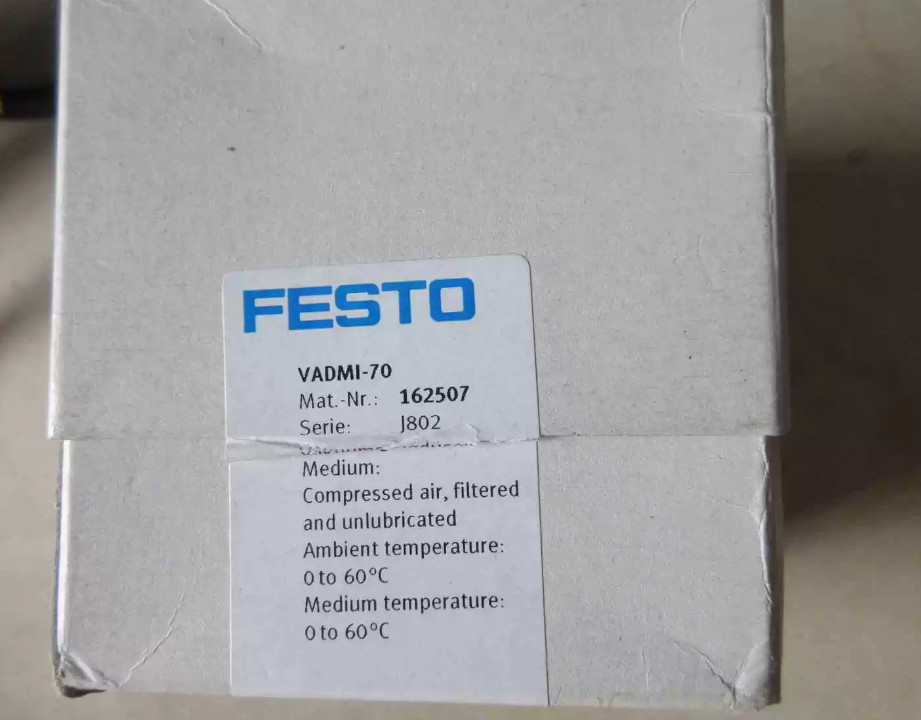 FESTO
VADMI-70
Mat.-Nr.: 162507
Serie: J802
Medium:
Compressed air, filtered
and unlubricated
Ambient temperature:
0 to 60°C
Medium temperature:
0 to 60°C